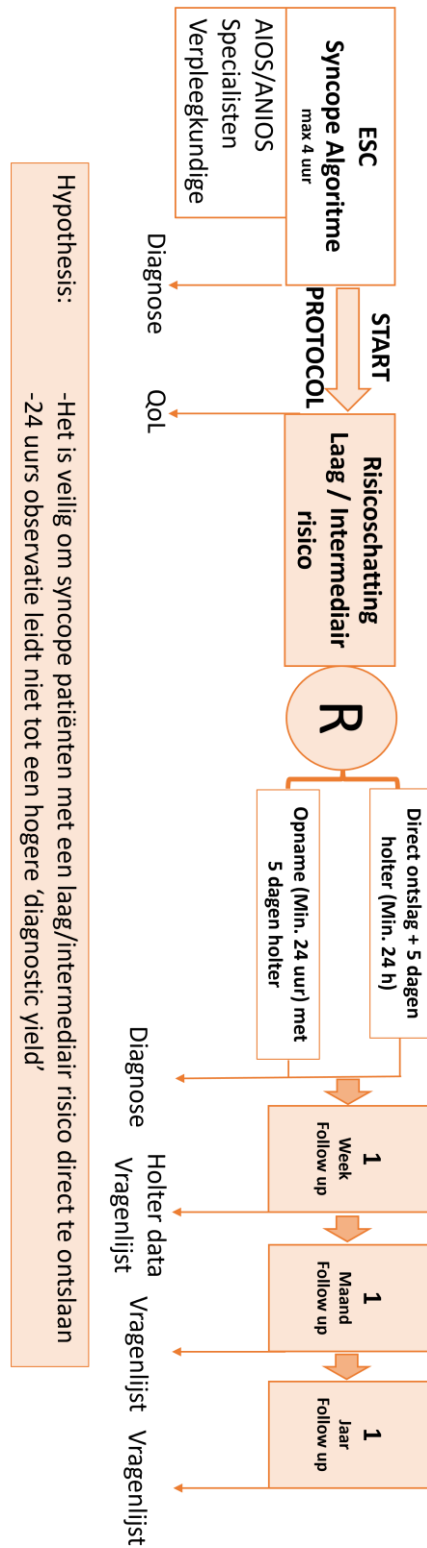 ESC
Syncope Algoritme
max 4 uur
AIOS/ANIOS
Specialisten
Verpleegkundige
Diagnose
START
PROTOCOL
QoL
Risicoschatting
Laag / Intermediair
risico
R
Direct ontslag + 5 dagen
holter (Min. 24 h)
Opname (Min. 24 uur) met
5 dagen holter
Diagnose
1
Week
Follow up
Holter data
Vragenlijst
1
Maand
Follow up
Vragenlijst
1
Jaar
Follow up
Vragenlijst
Hypothesis: -Het is veilig om syncope patiënten met een laag/intermediair risico direct te ontslaan
-24 uurs observatie leidt niet tot een hogere ‘diagnostic yield’